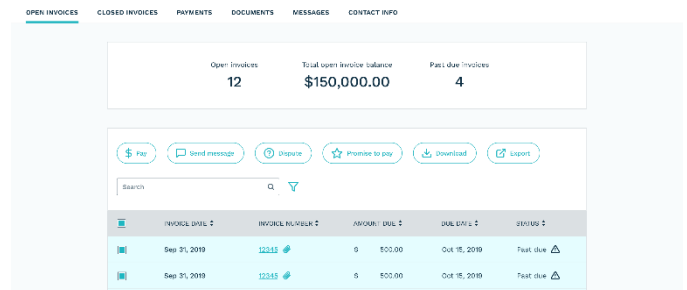 OPEN INVOICES CLOSED INVOICES PAYMENTS DOCUMENTS MESSAGES CONTACT INFO
Open invoices Total open invoice balance Past due invoices
12 $150,000.00 4
Pay Send message Dispute Promise to pay Download Export
Search
INVOICE DATE INVOICE NUMBER AMOUNT DUE DUE DATE STATUS
Sep 31, 2019 12345 $ 500.00 Oct 15, 2019 Past due
Sep 31, 2019 12345 $ 500.00 Oct 15, 2019 Past due